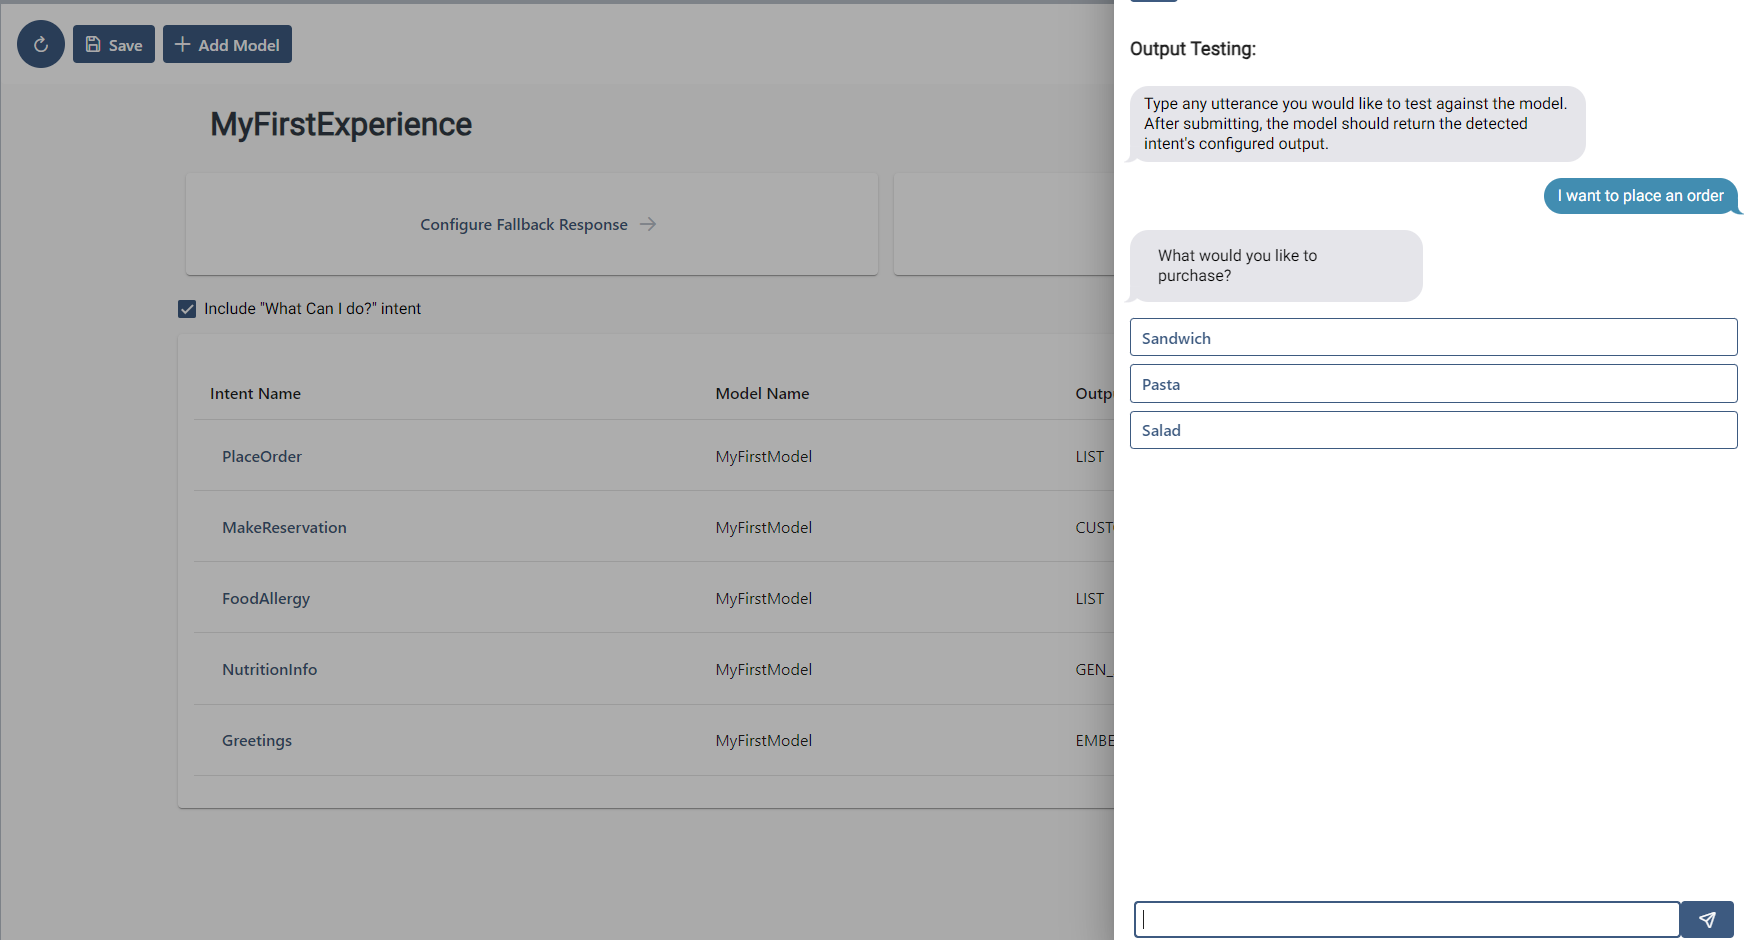 Save
Add Model
MyFirstExperience
Configure Fallback Response
Include "What Can I do?" intent
Intent Name Model Name
PlaceOrder MyFirstModel LIST
MakeReservation MyFirstModel
FoodAllergy MyFirstModel LIST
NutritionInfo MyFirstModel GEN_
Greetings MyFirstModel
Output Testing:
Type any utterance you would like to test against the model.
After submitting, the model should return the detected
intent's configured output.
I want to place an order
What would you like to
purchase?
Sandwich
Pasta
Salad